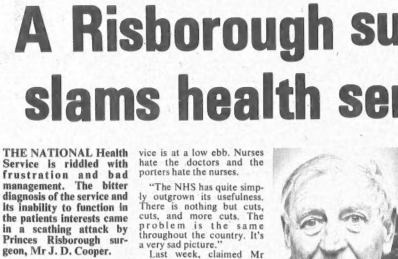 A Risborough su
slams health ser
THE NATIONAL Health
Service is riddled with
frustration and bad
management. The bitter
diagnosis of the service and
its inability to function in
the patients interests came
in a scathing attack by
Princes Risborough sur-
geon, Mr J. D. Cooper.
vice is at a low ebb. Nurses
hate the doctors and the
porters hate the nurses.
"The NHS has quite simp-
ly outgrown its usefulness.
There is nothing but cuts,
cuts, and more cuts. The
problem is the same
throughout the country. It's
a very sad picture."
Last week, claimed Mr